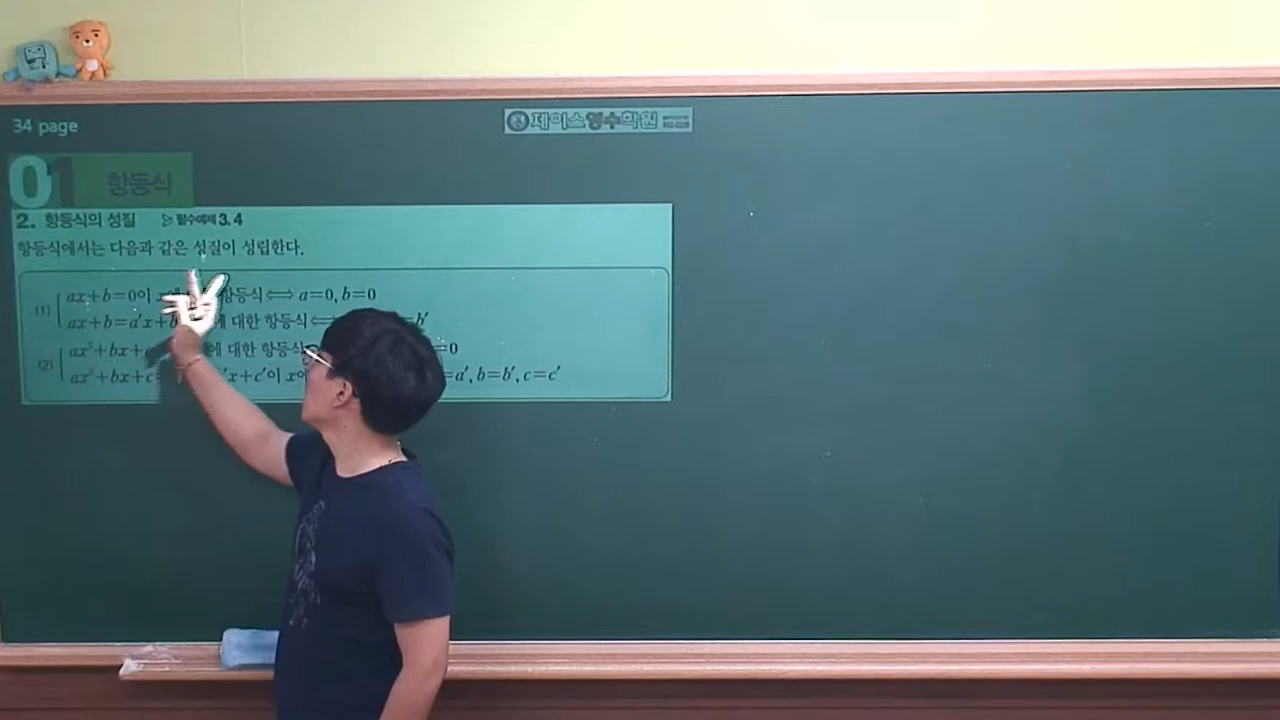 34 page
제이스영수학원
01 항등식
2. 항등식의 성질 ▷ 필수예제 3, 4
항등식에서는 다음과 같은 성질이 성립한다.
(1) ax+b=0이 항등식 ⟺ a=0, b=0
ax+b=a′x+b 에 대한 항등식 ⟺ b′
(2) ax²+bx+ 에 대한 항등식 =0
ax²+bx+c= ′x+c′이 x에 =a′, b=b′, c=c′